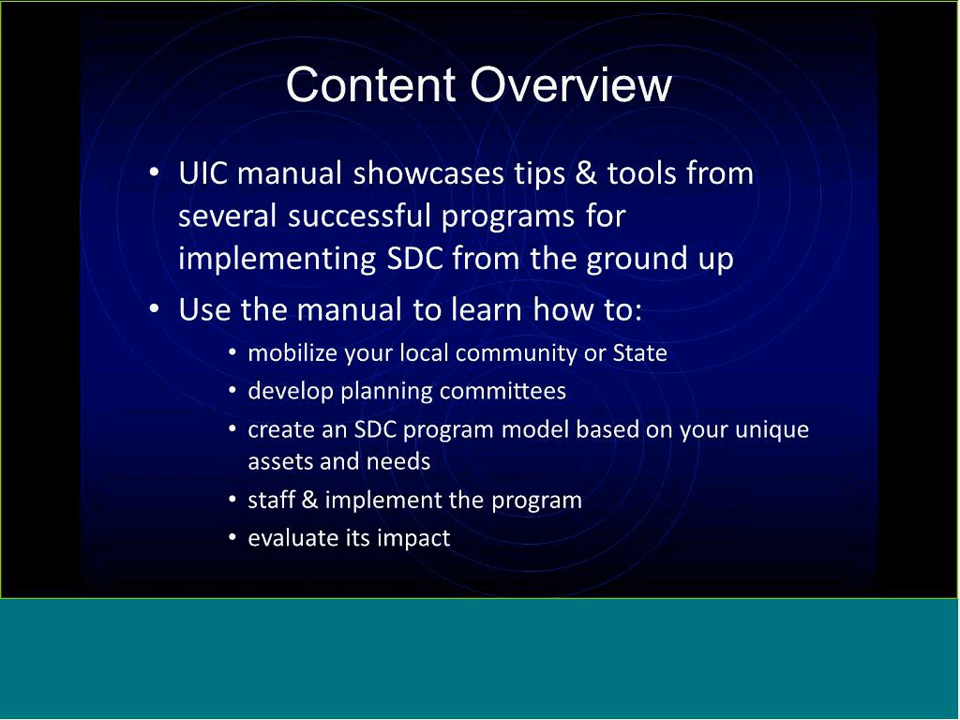 Content Overview
• UIC manual showcases tips & tools from
several successful programs for
implementing SDC from the ground up
• Use the manual to learn how to:
• mobilize your local community or State
• develop planning committees
• create an SDC program model based on your unique
assets and needs
• staff & implement the program
• evaluate its impact